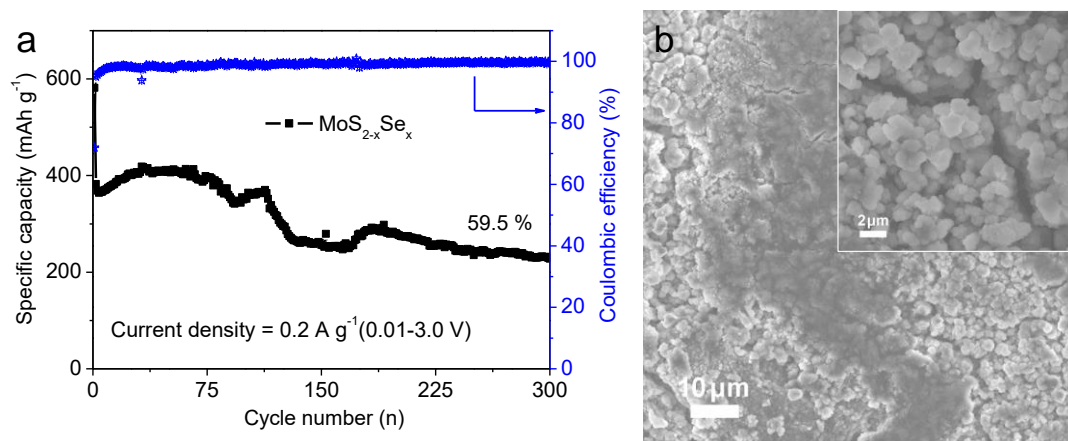 a
Specific capacity (mAh g⁻¹)
600
400
200
0
MoS₂₋ₓSeₓ
59.5 %
Current density = 0.2 A g⁻¹(0.01-3.0 V)
0 75 150 225 300
Cycle number (n)
100
80
60
40
20
0
Coulombic efficiency (%)
b
2μm
10μm